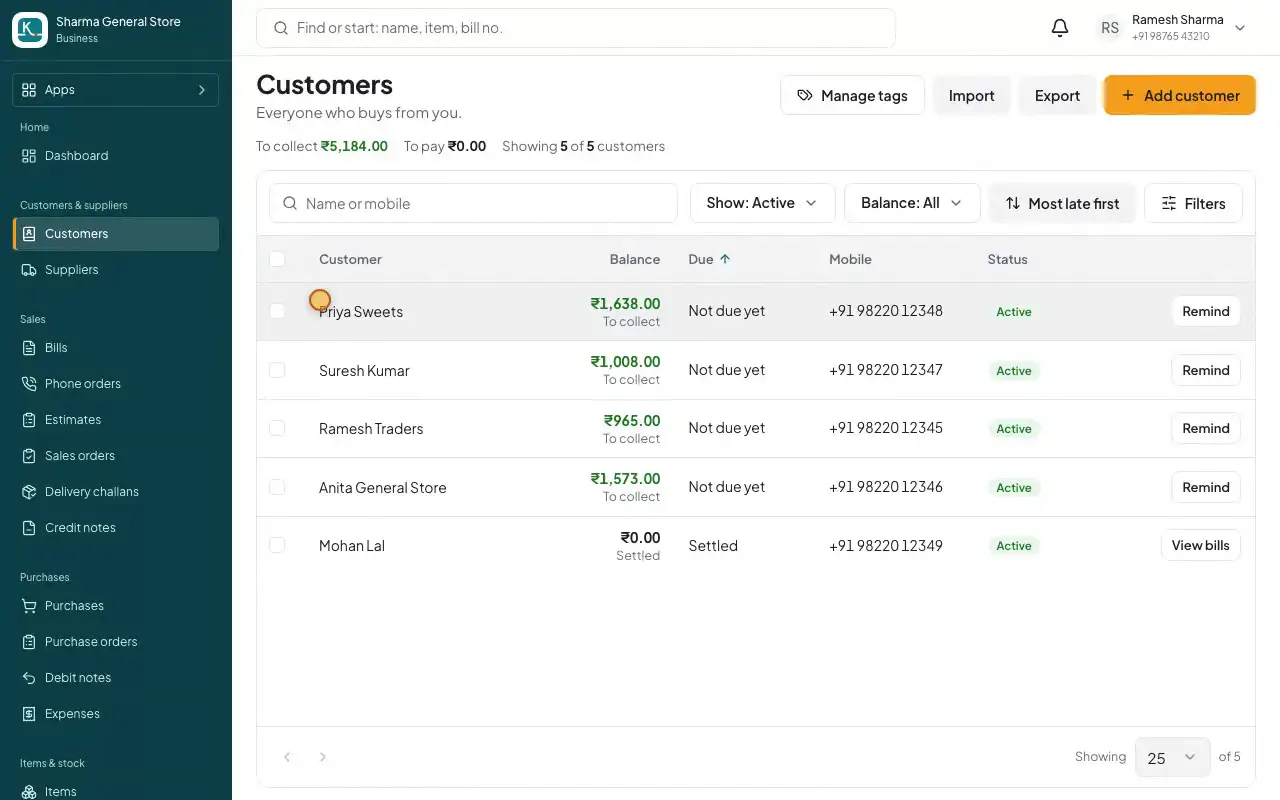 Sharma General Store
Business
Find or start: name, item, bill no.
RS
Ramesh Sharma
+91 98765 43210
Apps
Home
Dashboard
Customers & suppliers
Customers
Suppliers
Sales
Bills
Phone orders
Estimates
Sales orders
Delivery challans
Credit notes
Purchases
Purchases
Purchase orders
Debit notes
Expenses
Items & stock
Items
Customers
Everyone who buys from you.
Manage tags
Import
Export
+ Add customer
To collect ₹5,184.00 To pay ₹0.00 Showing 5 of 5 customers
Name or mobile
Show: Active
Balance: All
Most late first
Filters
Customer Balance Due ↑ Mobile Status
Priya Sweets ₹1,638.00 To collect Not due yet +91 98220 12348 Active Remind
Suresh Kumar ₹1,008.00 To collect Not due yet +91 98220 12347 Active Remind
Ramesh Traders ₹965.00 To collect Not due yet +91 98220 12345 Active Remind
Anita General Store ₹1,573.00 To collect Not due yet +91 98220 12346 Active Remind
Mohan Lal ₹0.00 Settled Settled +91 98220 12349 Active View bills
Showing 25 of 5